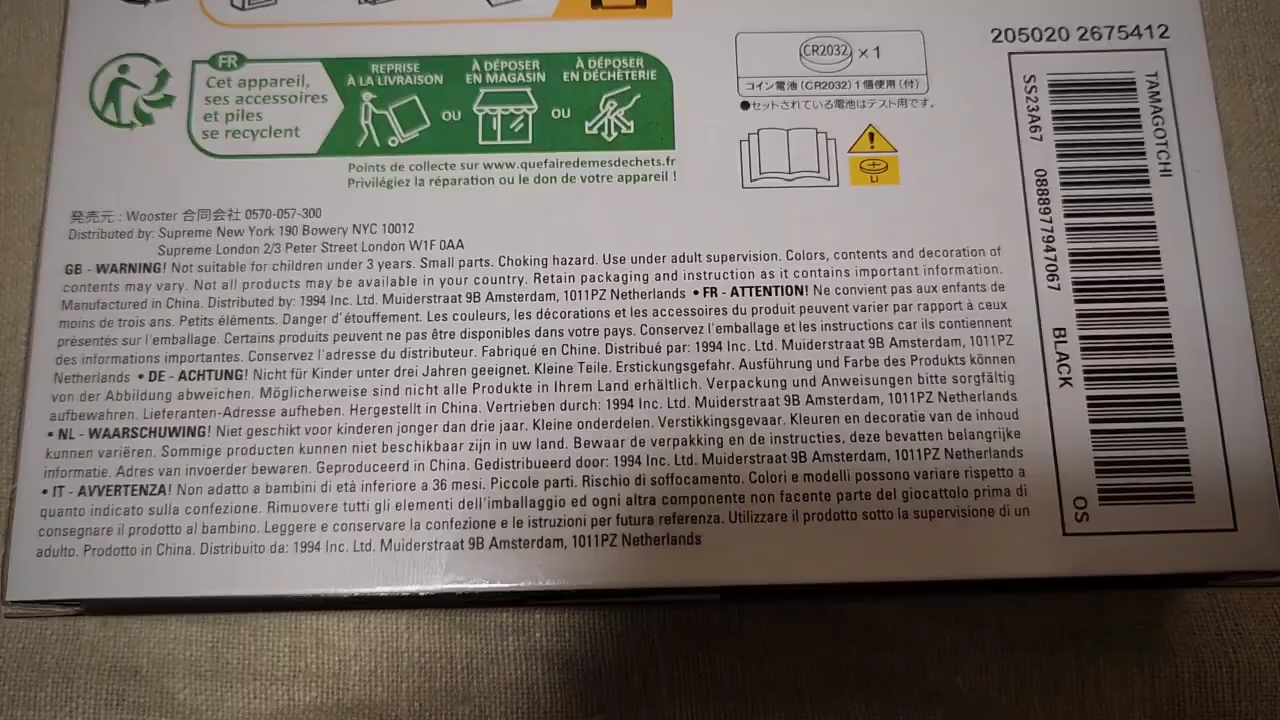 FR
Cet appareil,
ses accessoires
et piles
se recyclent
REPRISE
À LA LIVRAISON
OU
À DÉPOSER
EN MAGASIN
OU
À DÉPOSER
EN DÉCHÈTERIE
Points de collecte sur www.quefairedemesdechets.fr
Privilégiez la réparation ou le don de votre appareil !
CR2032 × 1
コイン電池(CR2032)1個使用(付)
●セットされている電池はテスト用です。
LI
205020 2675412
TAMAGOTCHI
SS23A67 0888977947067 BLACK OS
発売元 : Wooster 合同会社 0570-057-300
Distributed by: Supreme New York 190 Bowery NYC 10012
Supreme London 2/3 Peter Street London W1F 0AA
GB - WARNING! Not suitable for children under 3 years. Small parts. Choking hazard. Use under adult supervision. Colors, contents and decoration of
contents may vary. Not all products may be available in your country. Retain packaging and instruction as it contains important information.
Manufactured in China. Distributed by: 1994 Inc. Ltd. Muiderstraat 9B Amsterdam, 1011PZ Netherlands • FR - ATTENTION! Ne convient pas aux enfants de
moins de trois ans. Petits éléments. Danger d'étouffement. Les couleurs, les décorations et les accessoires du produit peuvent varier par rapport à ceux
présentés sur l'emballage. Certains produits peuvent ne pas être disponibles dans votre pays. Conservez l'emballage et les instructions car ils contiennent
des informations importantes. Conservez l'adresse du distributeur. Fabriqué en Chine. Distribué par: 1994 Inc. Ltd. Muiderstraat 9B Amsterdam, 1011PZ
Netherlands • DE - ACHTUNG! Nicht für Kinder unter drei Jahren geeignet. Kleine Teile. Erstickungsgefahr. Ausführung und Farbe des Produkts können
von der Abbildung abweichen. Möglicherweise sind nicht alle Produkte in Ihrem Land erhältlich. Verpackung und Anweisungen bitte sorgfältig
aufbewahren. Lieferanten-Adresse aufheben. Hergestellt in China. Vertrieben durch: 1994 Inc. Ltd. Muiderstraat 9B Amsterdam, 1011PZ Netherlands
• NL - WAARSCHUWING! Niet geschikt voor kinderen jonger dan drie jaar. Kleine onderdelen. Verstikkingsgevaar. Kleuren en decoratie van de inhoud
kunnen variëren. Sommige producten kunnen niet beschikbaar zijn in uw land. Bewaar de verpakking en de instructies, deze bevatten belangrijke
informatie. Adres van invoerder bewaren. Geproduceerd in China. Gedistribueerd door: 1994 Inc. Ltd. Muiderstraat 9B Amsterdam, 1011PZ Netherlands
• IT - AVVERTENZA! Non adatto a bambini di età inferiore a 36 mesi. Piccole parti. Rischio di soffocamento. Colori e modelli possono variare rispetto a
quanto indicato sulla confezione. Rimuovere tutti gli elementi dell'imballaggio ed ogni altra componente non facente parte del giocattolo prima di
consegnare il prodotto al bambino. Leggere e conservare la confezione e le istruzioni per futura referenza. Utilizzare il prodotto sotto la supervisione di un
adulto. Prodotto in China. Distribuito da: 1994 Inc. Ltd. Muiderstraat 9B Amsterdam, 1011PZ Netherlands